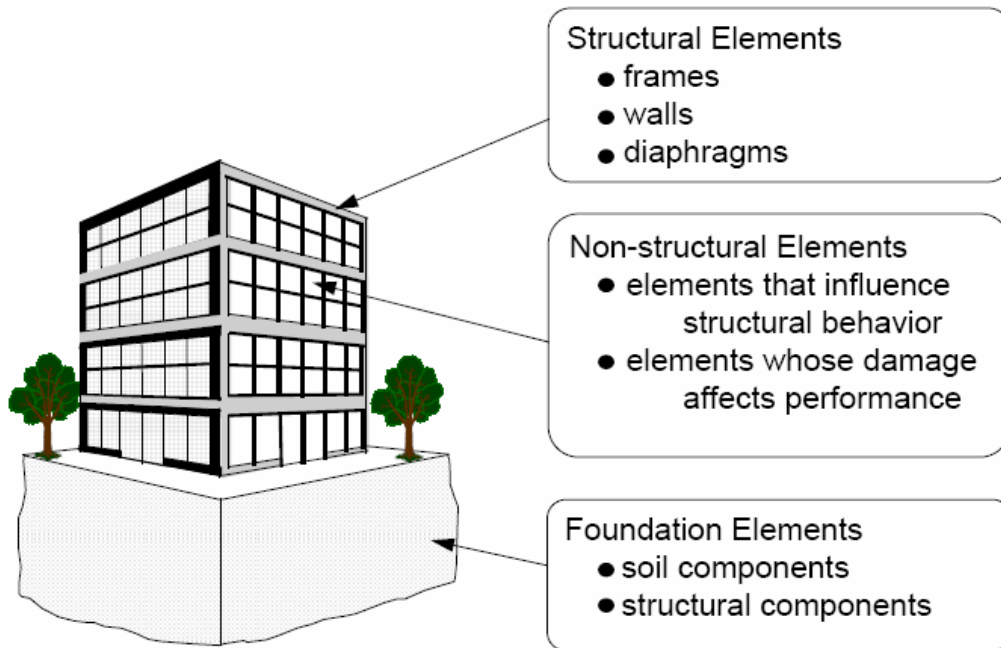 Structural Elements
● frames
● walls
● diaphragms
Non-structural Elements
● elements that influence
structural behavior
● elements whose damage
affects performance
Foundation Elements
● soil components
● structural components